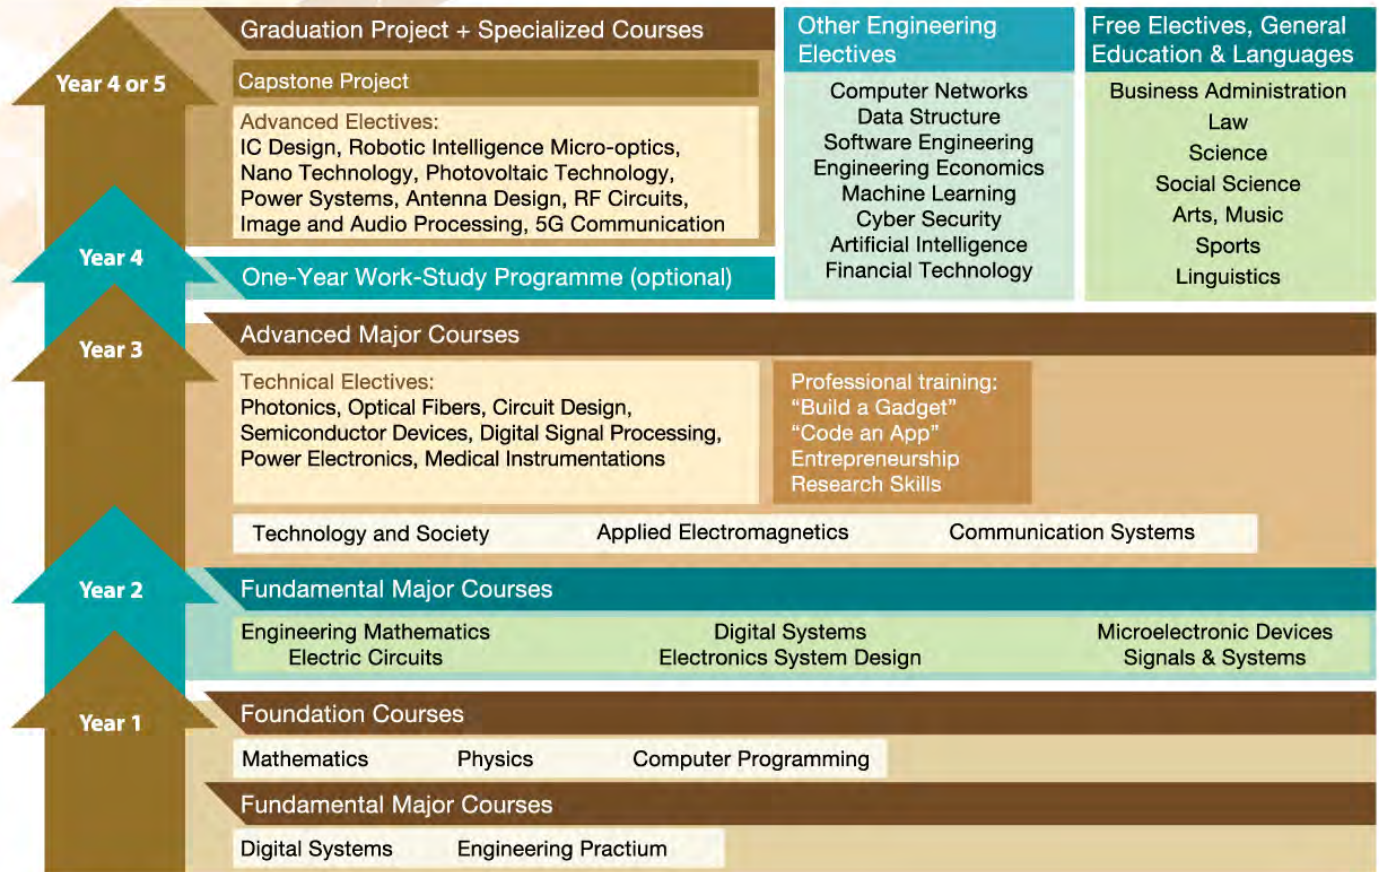 Year 4 or 5
Graduation Project + Specialized Courses
Capstone Project
Advanced Electives:
IC Design, Robotic Intelligence Micro-optics,
Nano Technology, Photovoltaic Technology,
Power Systems, Antenna Design, RF Circuits,
Image and Audio Processing, 5G Communication
Other Engineering
Electives
Computer Networks
Data Structure
Software Engineering
Engineering Economics
Machine Learning
Cyber Security
Artificial Intelligence
Financial Technology
Free Electives, General
Education & Languages
Business Administration
Law
Science
Social Science
Arts, Music
Sports
Linguistics
Year 4
One-Year Work-Study Programme (optional)
Year 3
Advanced Major Courses
Technical Electives:
Photonics, Optical Fibers, Circuit Design,
Semiconductor Devices, Digital Signal Processing,
Power Electronics, Medical Instrumentations
Professional training:
“Build a Gadget”
“Code an App”
Entrepreneurship
Research Skills
Technology and Society Applied Electromagnetics Communication Systems
Year 2
Fundamental Major Courses
Engineering Mathematics Digital Systems Microelectronic Devices
Electric Circuits Electronics System Design Signals & Systems
Year 1
Foundation Courses
Mathematics Physics Computer Programming
Fundamental Major Courses
Digital Systems Engineering Practium